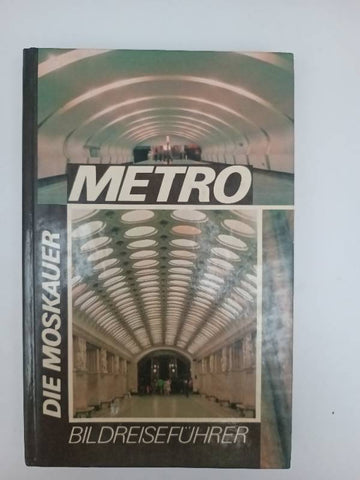 DIE MOSKAUER
METRO
BILDREISEFÜHRER